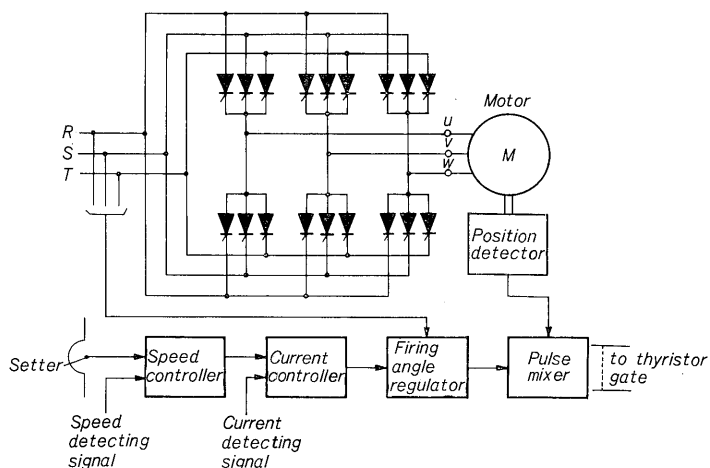 Motor
u
v
w
M
R
S
T
Position
detector
Setter
Speed
controller
Current
controller
Firing
angle
regulator
Pulse
mixer
to thyristor
gate
Speed
detecting
signal
Current
detecting
signal